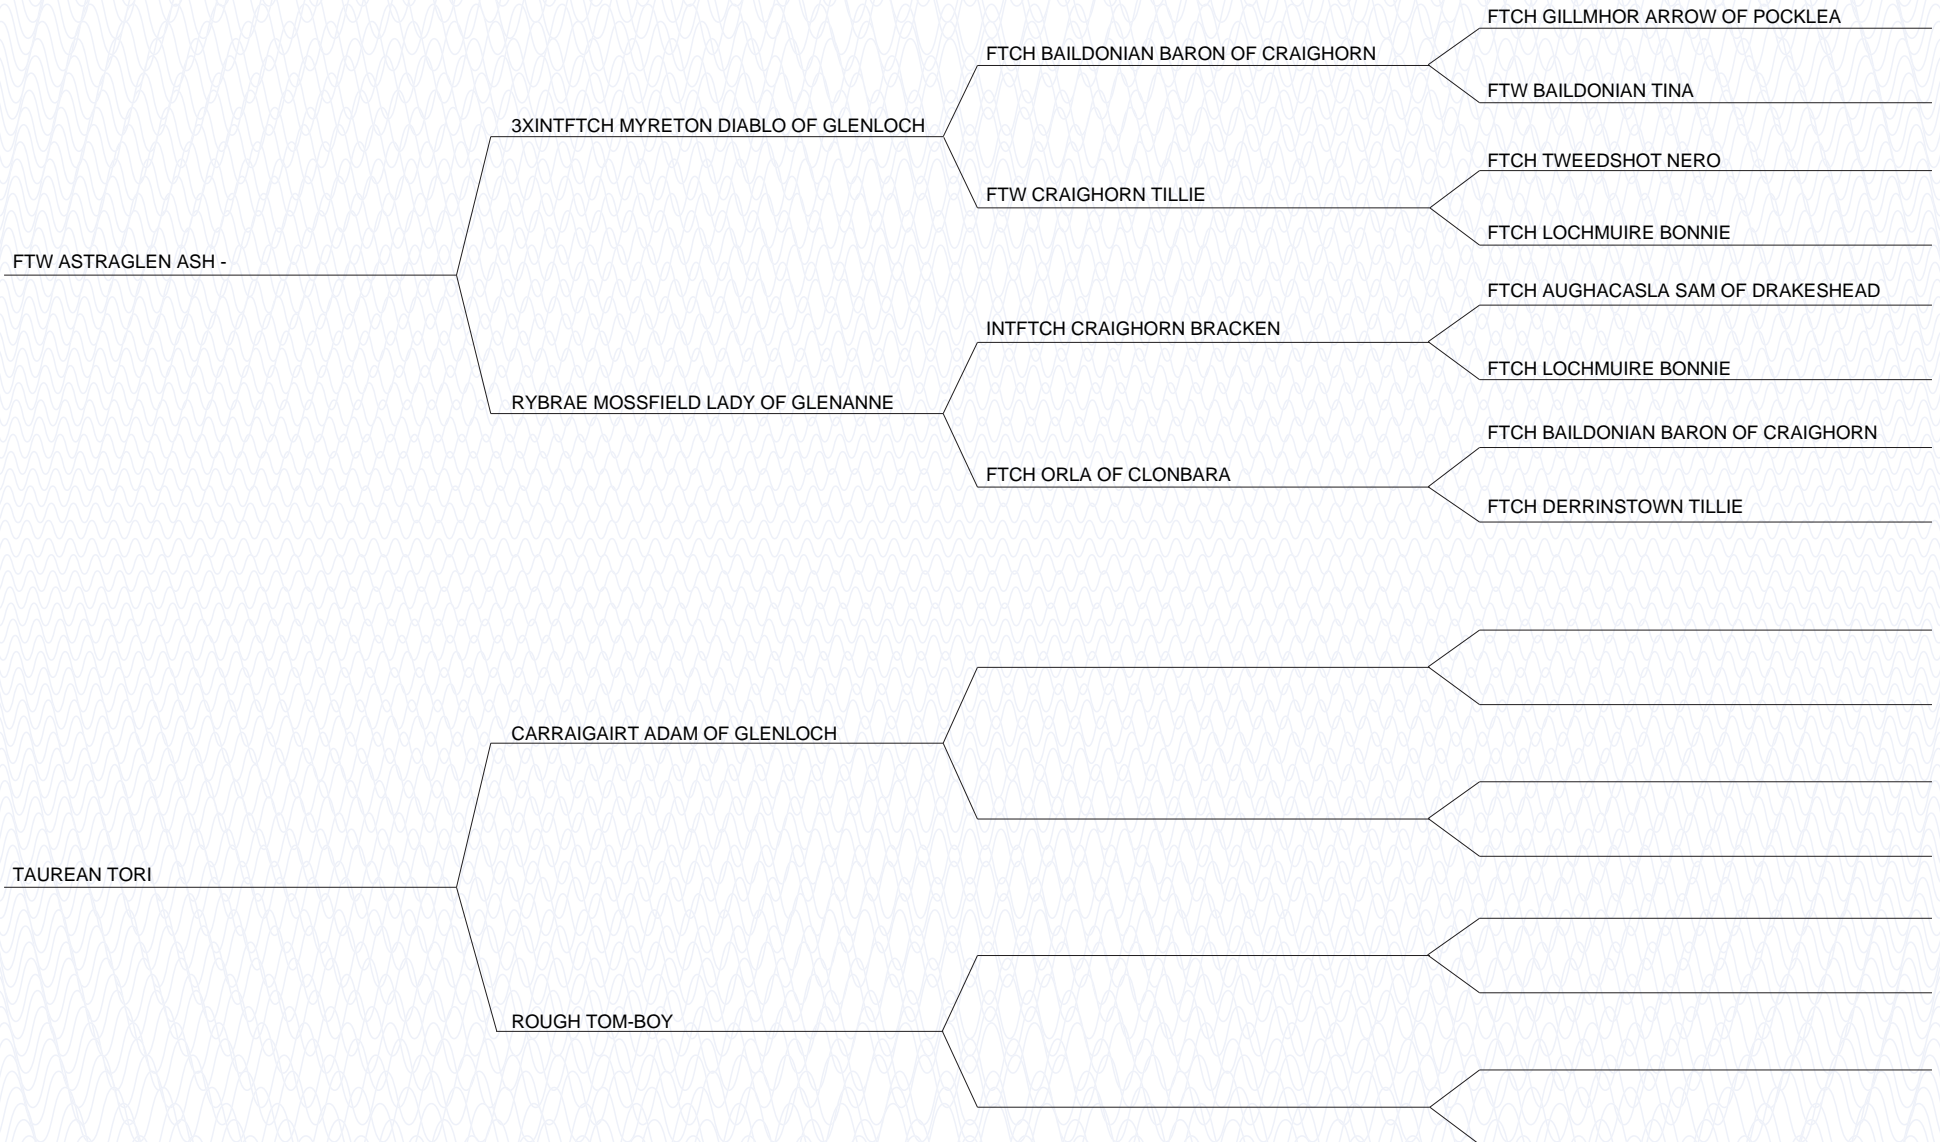 FTCH GILLMHOR ARROW OF POCKLEA
FTCH BAILDONIAN BARON OF CRAIGHORN
FTW BAILDONIAN TINA
3XINTFTCH MYRETON DIABLO OF GLENLOCH
FTCH TWEEDSHOT NERO
FTW CRAIGHORN TILLIE
FTCH LOCHMUIRE BONNIE
FTW ASTRAGLEN ASH -
FTCH AUGHACASLA SAM OF DRAKESHEAD
INTFTCH CRAIGHORN BRACKEN
FTCH LOCHMUIRE BONNIE
RYBRAE MOSSFIELD LADY OF GLENANNE
FTCH BAILDONIAN BARON OF CRAIGHORN
FTCH ORLA OF CLONBARA
FTCH DERRINSTOWN TILLIE
CARRAIGAIRT ADAM OF GLENLOCH
TAUREAN TORI
ROUGH TOM-BOY